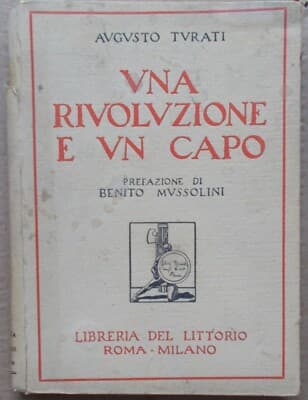 AVGVSTO TVRATI
VNA
RIVOLVZIONE
E VN CAPO
PREFAZIONE DI
BENITO MVSSOLINI
LIBRERIA DEL LITTORIO
ROMA - MILANO